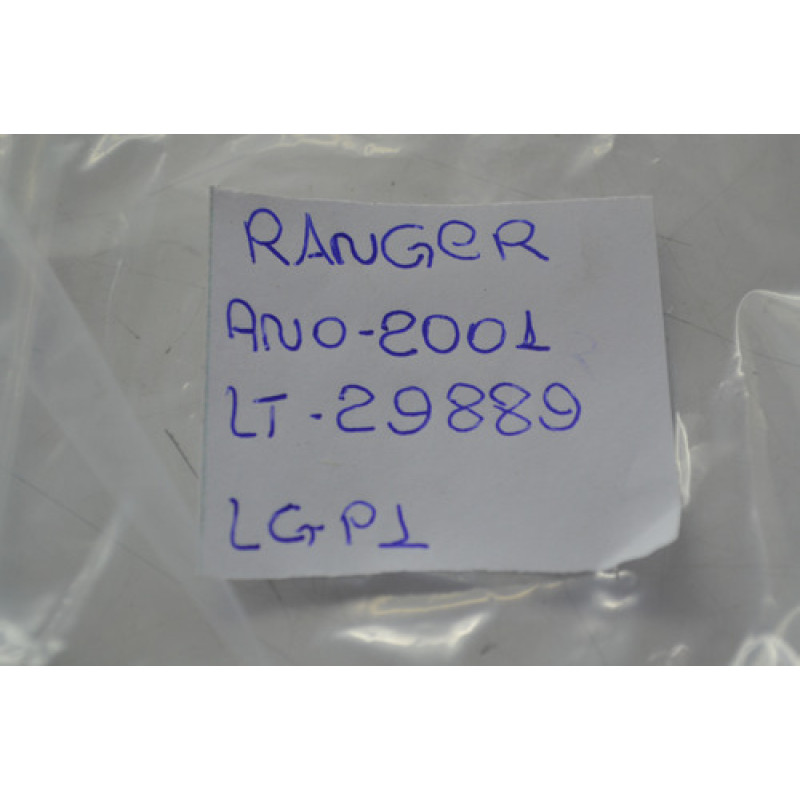 RANGER
ANO-2001
LT-29889
LGP1